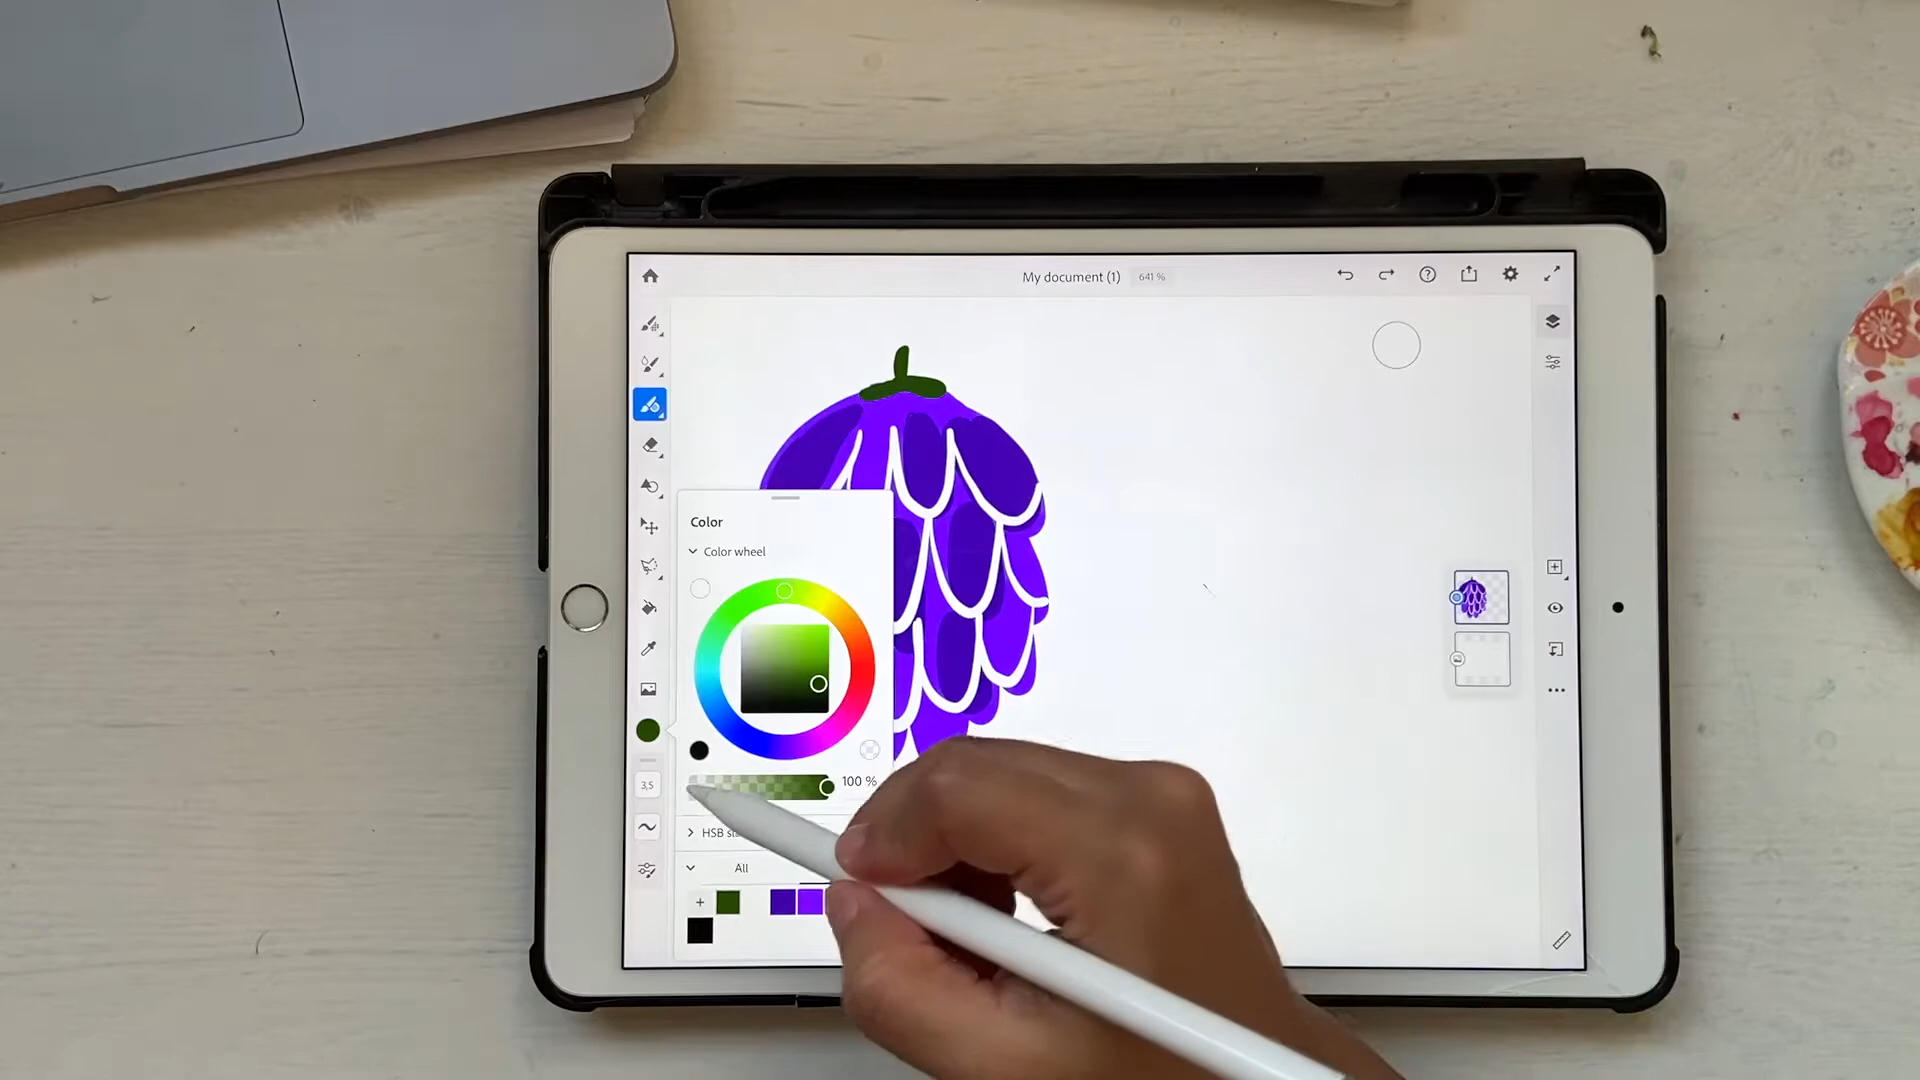 My document (1) 641 %
Color
Color wheel
100 %
3,5
HSB
All